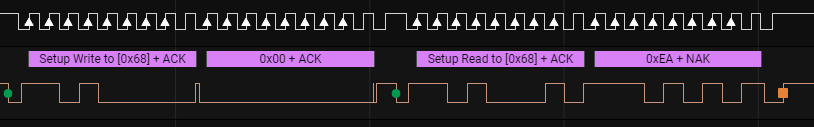 Setup Write to [0x68] + ACK
0x00 + ACK
Setup Read to [0x68] + ACK
0xEA + NAK